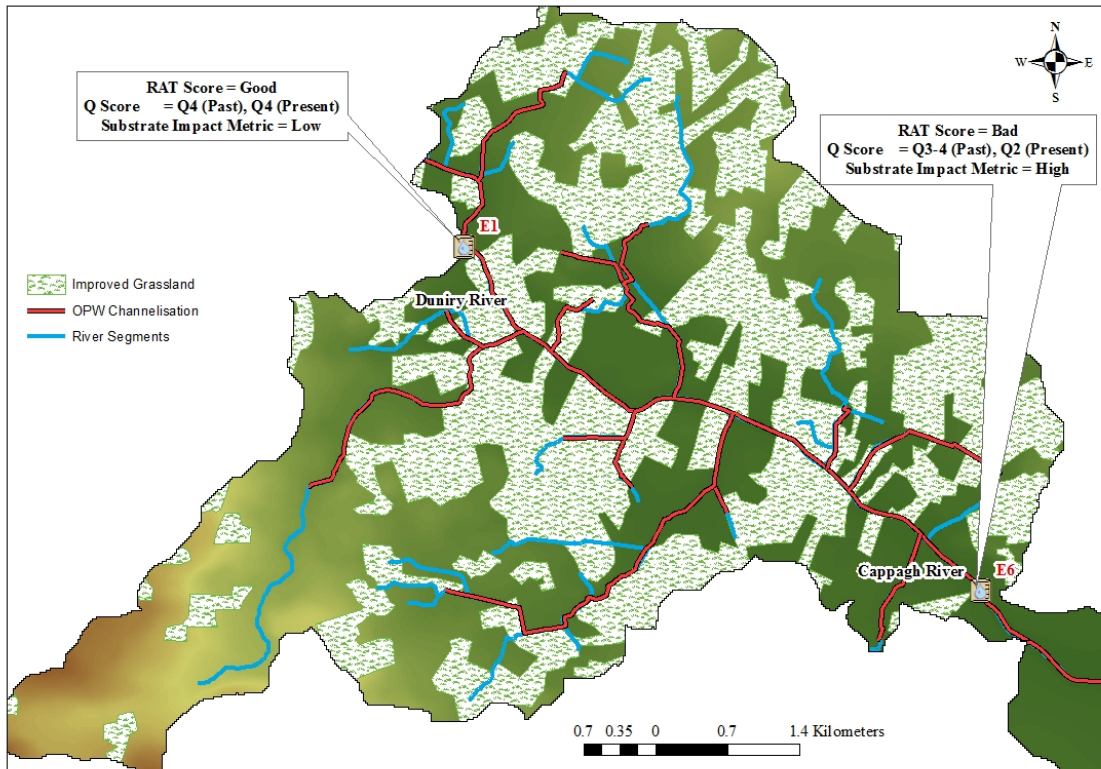 N
W E
S
RAT Score = Good
Q Score = Q4 (Past), Q4 (Present)
Substrate Impact Metric = Low
RAT Score = Bad
Q Score = Q3-4 (Past), Q2 (Present)
Substrate Impact Metric = High
E1
Improved Grassland
OPW Channelisation
River Segments
Duniry River
Cappagh River
E6
0.7 0.35 0 0.7 1.4 Kilometers